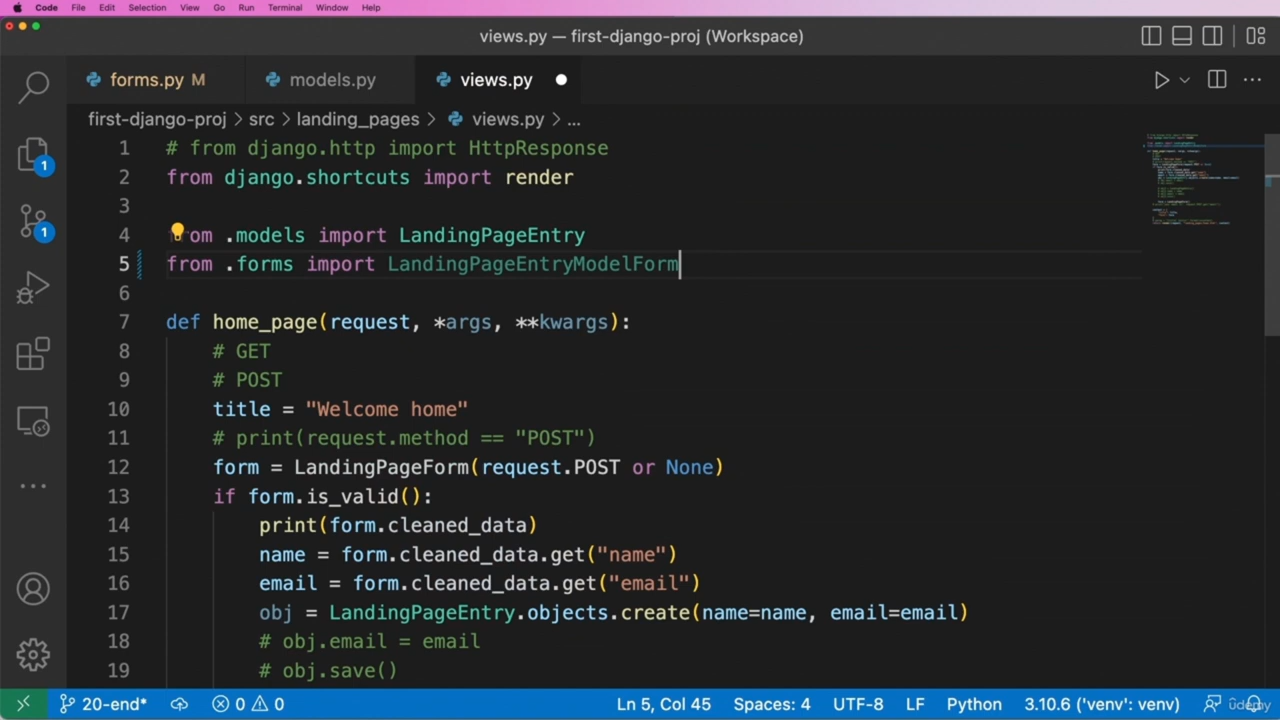 Code File Edit Selection View Go Run Terminal Window Help
views.py — first-django-proj (Workspace)
forms.py M models.py views.py
first-django-proj > src > landing_pages > views.py > ...
1 # from django.http import HttpResponse
2 from django.shortcuts import render
3
4 from .models import LandingPageEntry
5 from .forms import LandingPageEntryModelForm
6
7 def home_page(request, *args, **kwargs):
8 # GET
9 # POST
10 title = "Welcome home"
11 # print(request.method == "POST")
12 form = LandingPageForm(request.POST or None)
13 if form.is_valid():
14 print(form.cleaned_data)
15 name = form.cleaned_data.get("name")
16 email = form.cleaned_data.get("email")
17 obj = LandingPageEntry.objects.create(name=name, email=email)
18 # obj.email = email
19 # obj.save()
1
1
20-end* 0 0 Ln 5, Col 45 Spaces: 4 UTF-8 LF Python 3.10.6 ('venv': venv)
udemy